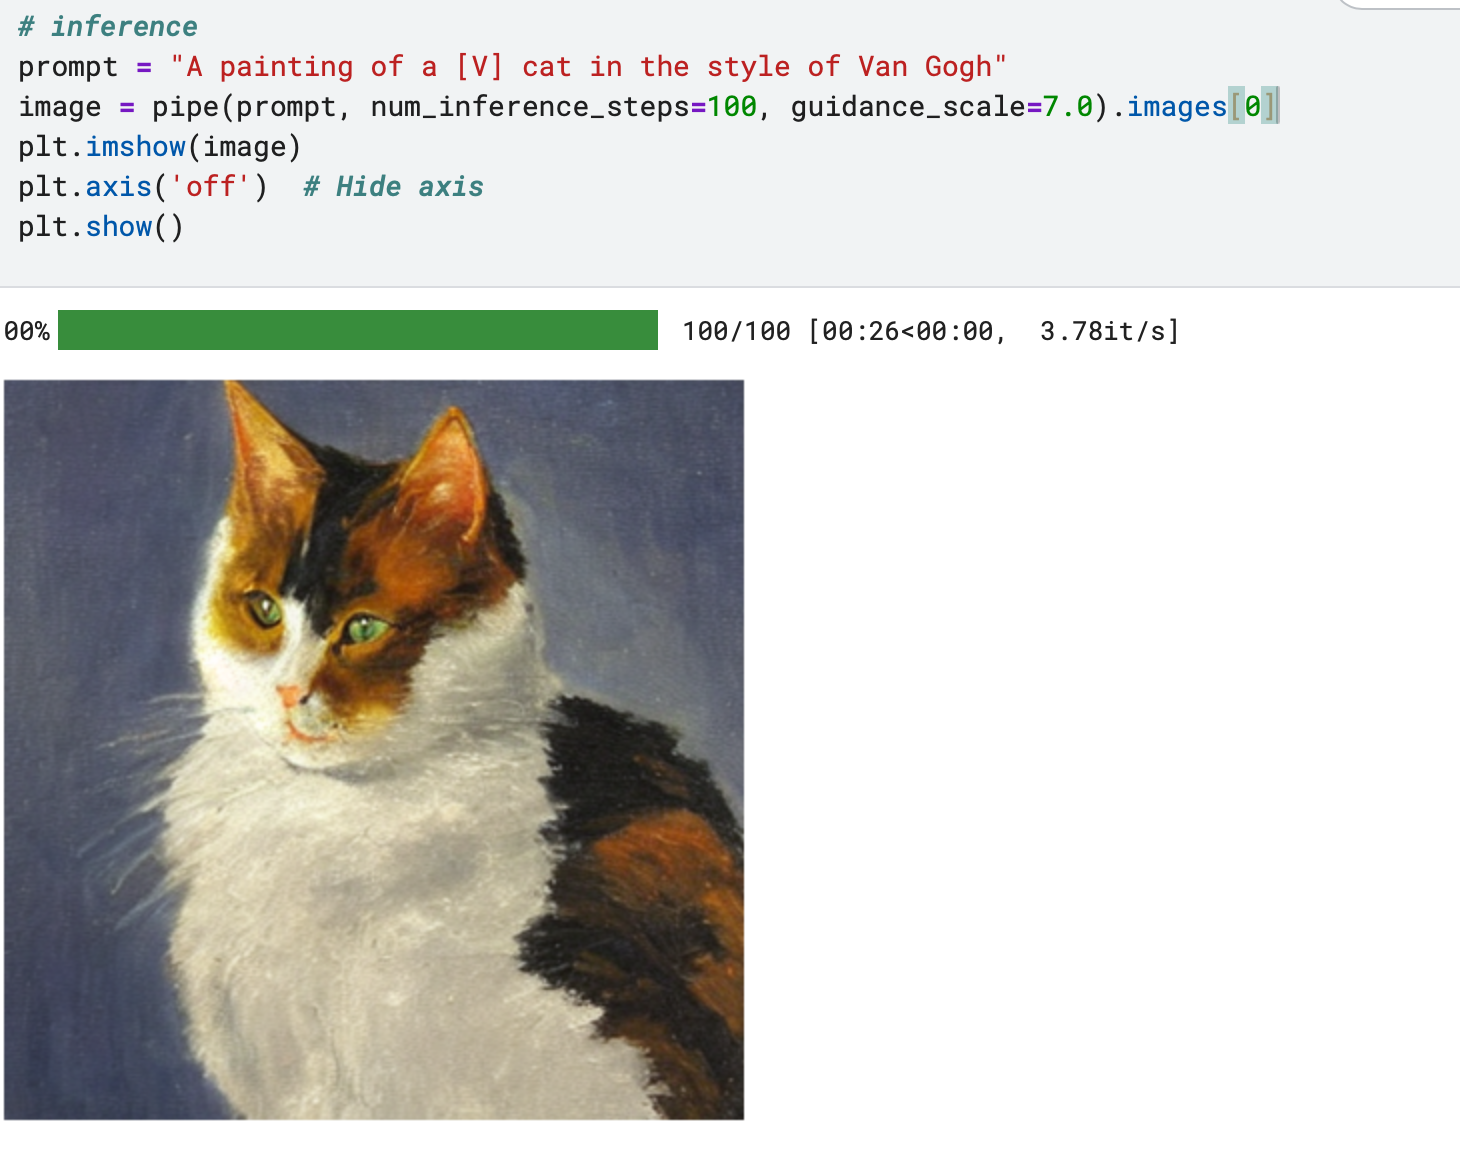 # inference
prompt = "A painting of a [V] cat in the style of Van Gogh"
image = pipe(prompt, num_inference_steps=100, guidance_scale=7.0).images[0]
plt.imshow(image)
plt.axis('off')  # Hide axis
plt.show()
00% 100/100 [00:26<00:00,  3.78it/s]